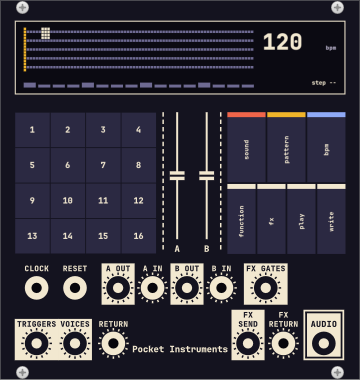 120 bpm
step --
1 2 3 4
5 6 7 8
9 10 11 12
13 14 15 16
A B
sound pattern bpm
function fx play write
CLOCK RESET A OUT A IN B OUT B IN FX GATES
TRIGGERS VOICES RETURN FX SEND FX RETURN AUDIO
Pocket Instruments